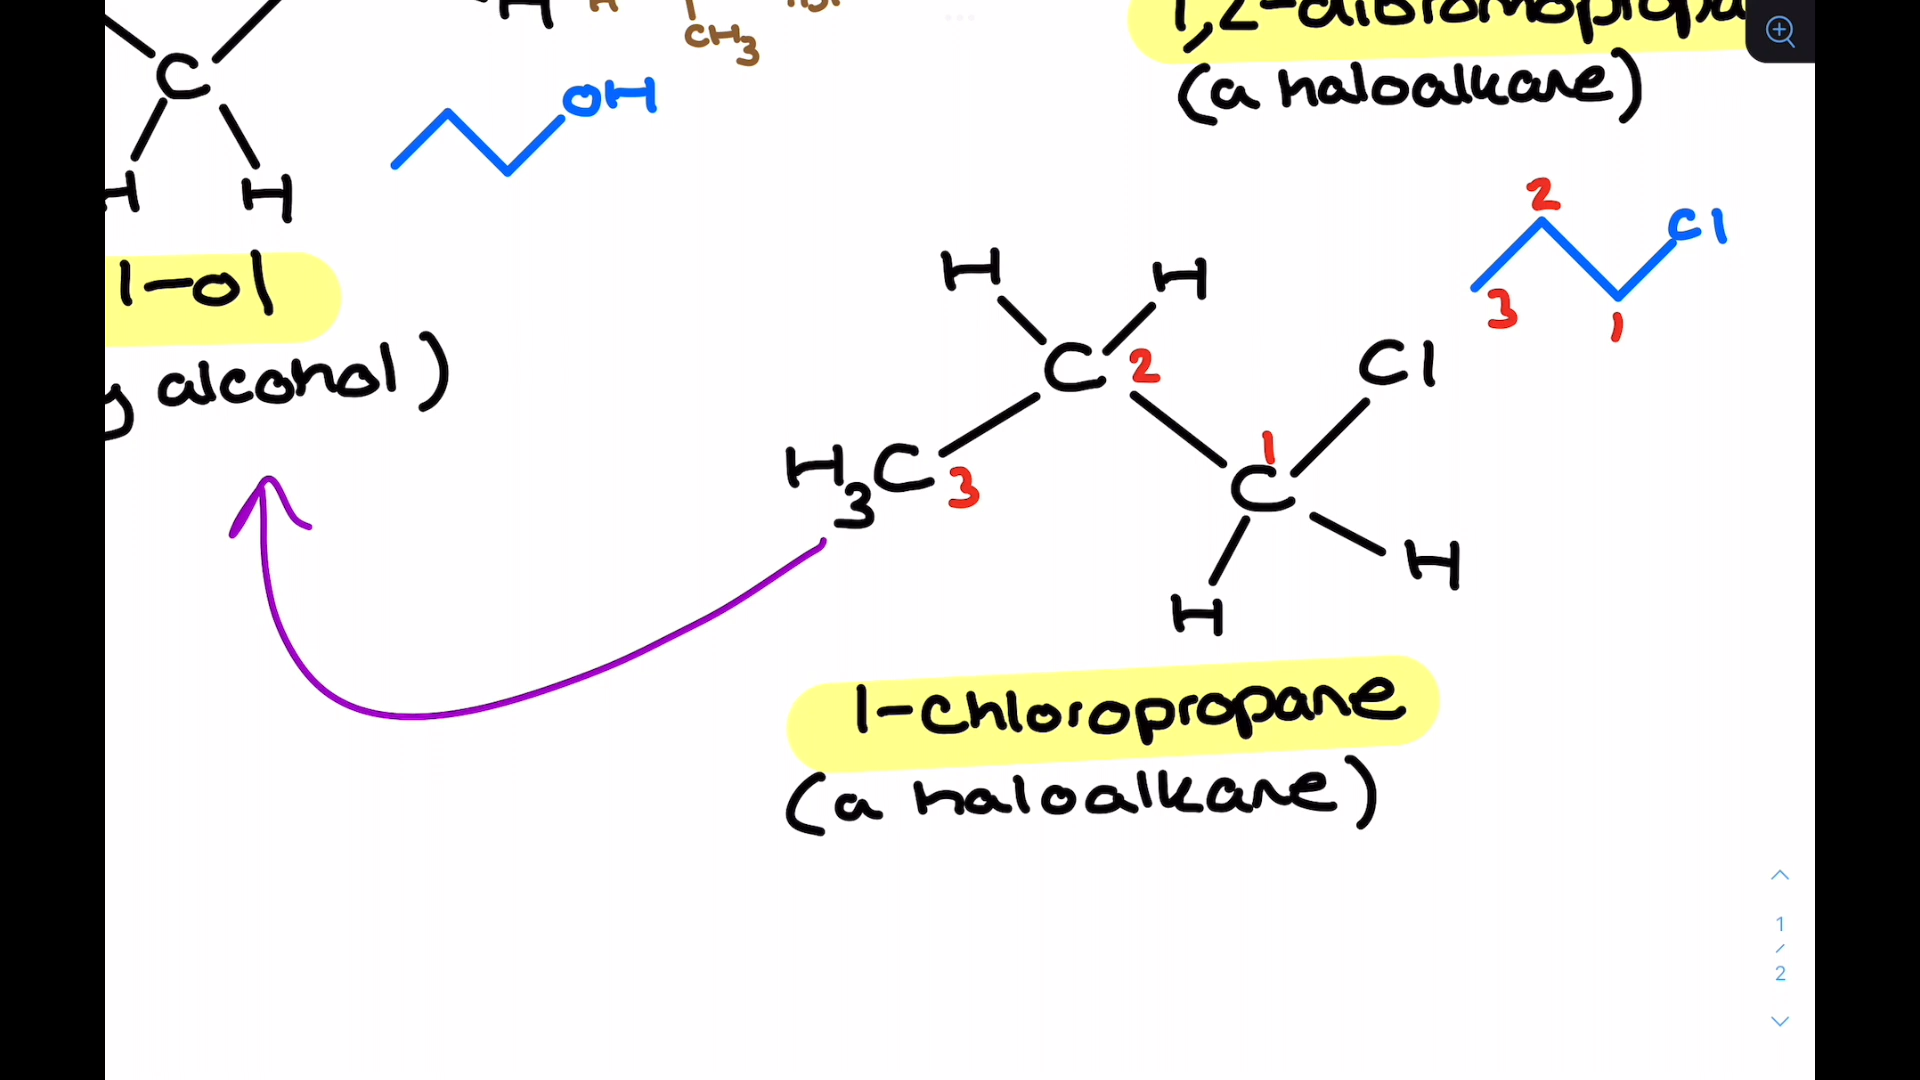 H
CH3
(a haloalkane)
C
OH
H H
2
Cl
3
1
1-ol
alcohol)
H H
C 2
Cl
1
H3C 3
C
H
H
1-chloropropane
(a haloalkane)
1
/
2